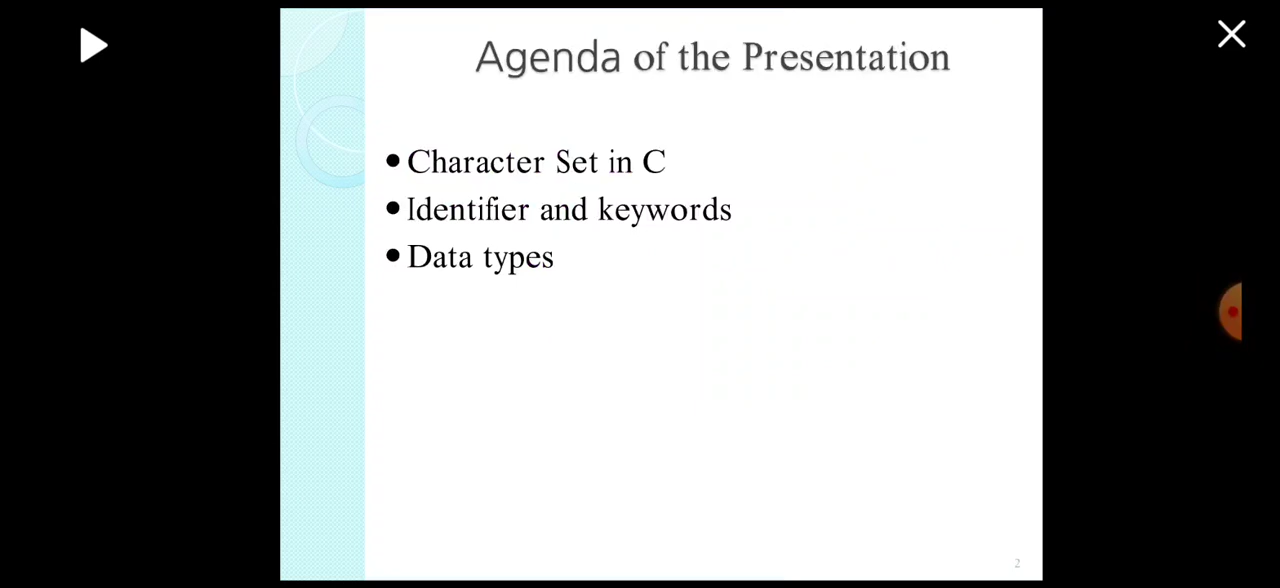 Agenda of the Presentation
• Character Set in C
• Identifier and keywords
• Data types
2